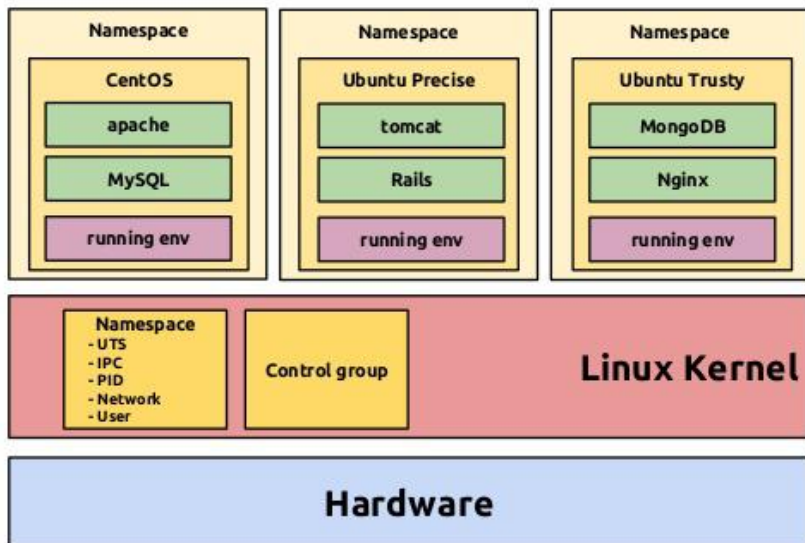 Namespace
CentOS
apache
MySQL
running env
Namespace
Ubuntu Precise
tomcat
Rails
running env
Namespace
Ubuntu Trusty
MongoDB
Nginx
running env
Namespace
- UTS
- IPC
- PID
- Network
- User
Control group
Linux Kernel
Hardware